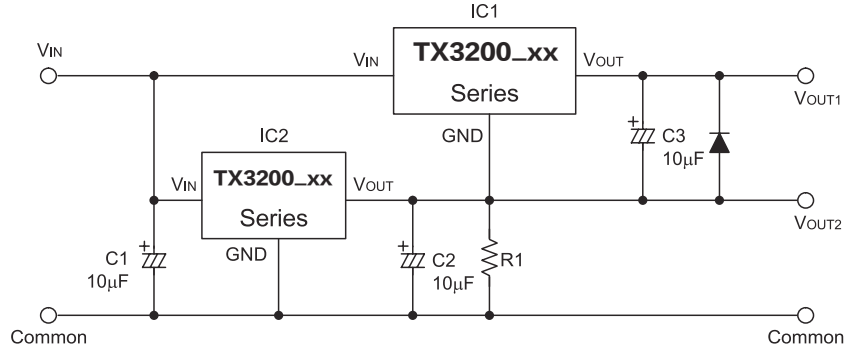 IC1
VIN
VIN
TX3200_xx
Series
VOUT
VOUT1
GND
C3
10μF
IC2
VIN
TX3200_xx
Series
VOUT
VOUT2
GND
C1
10μF
C2
10μF
R1
Common
Common